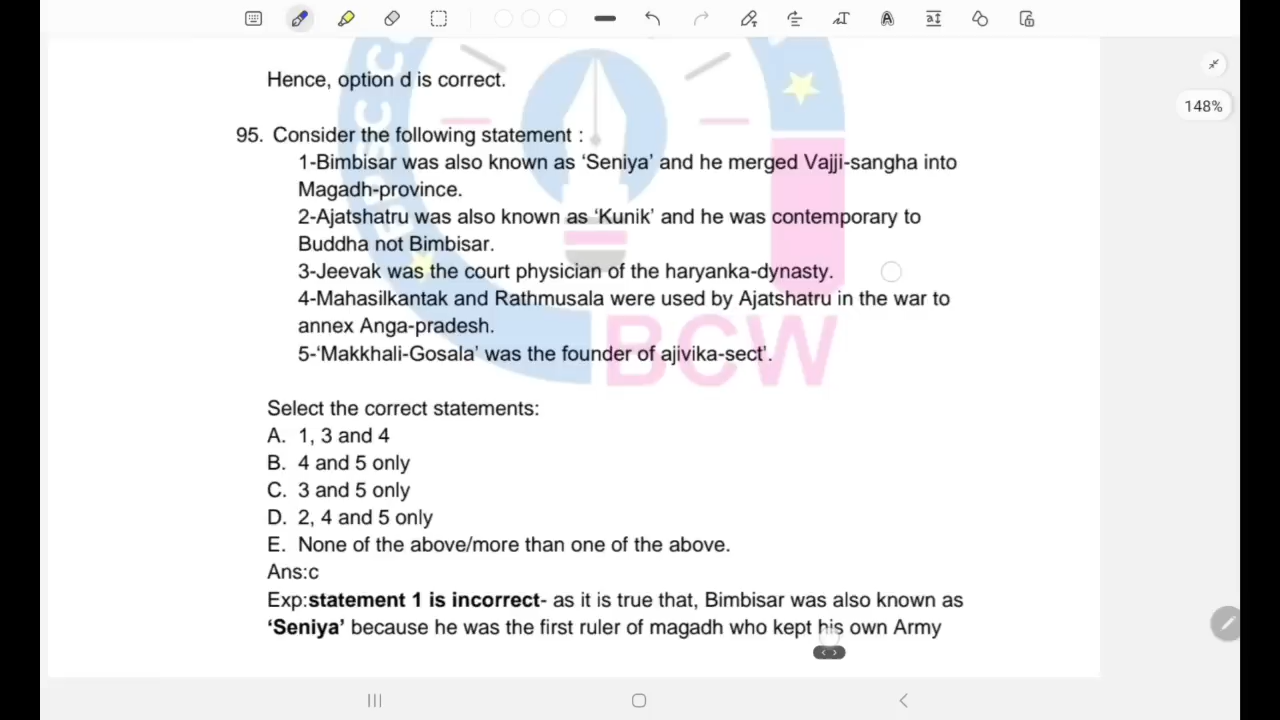 148%
Hence, option d is correct.
95. Consider the following statement :
1-Bimbisar was also known as ‘Seniya’ and he merged Vajji-sangha into
Magadh-province.
2-Ajatshatru was also known as ‘Kunik’ and he was contemporary to
Buddha not Bimbisar.
3-Jeevak was the court physician of the haryanka-dynasty.
4-Mahasilkantak and Rathmusala were used by Ajatshatru in the war to
annex Anga-pradesh.
5-‘Makkhali-Gosala’ was the founder of ajivika-sect’.
BCW
Select the correct statements:
A. 1, 3 and 4
B. 4 and 5 only
C. 3 and 5 only
D. 2, 4 and 5 only
E. None of the above/more than one of the above.
Ans:c
Exp:statement 1 is incorrect- as it is true that, Bimbisar was also known as
‘Seniya’ because he was the first ruler of magadh who kept his own Army